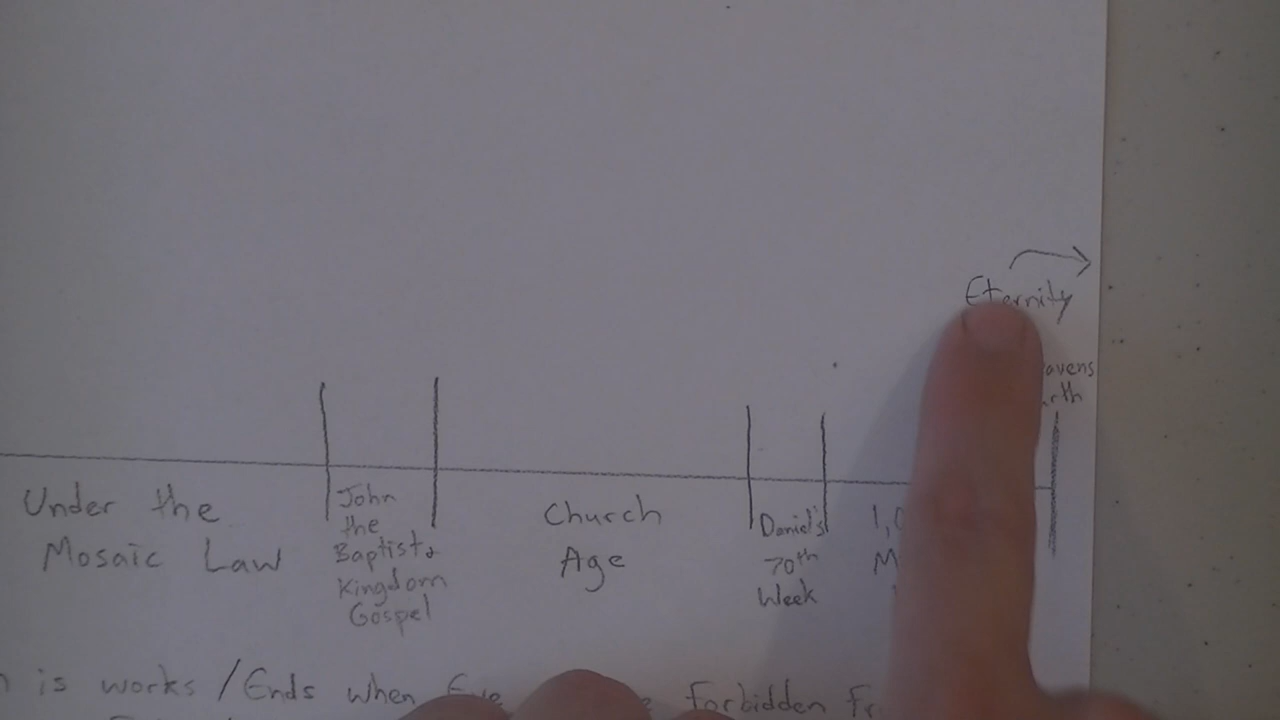 Eternity
Under the
Mosaic Law
John
the
Baptist &
Kingdom
Gospel
Church
Age
Daniel's
70th
Week
is works / Ends when Eve forbidden